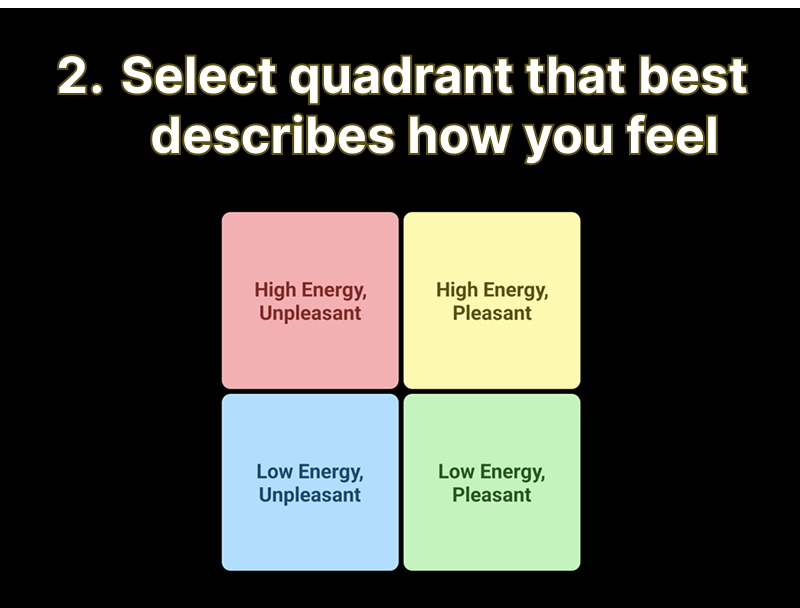 2. Select quadrant that best
describes how you feel
High Energy,
Unpleasant
High Energy,
Pleasant
Low Energy,
Unpleasant
Low Energy,
Pleasant